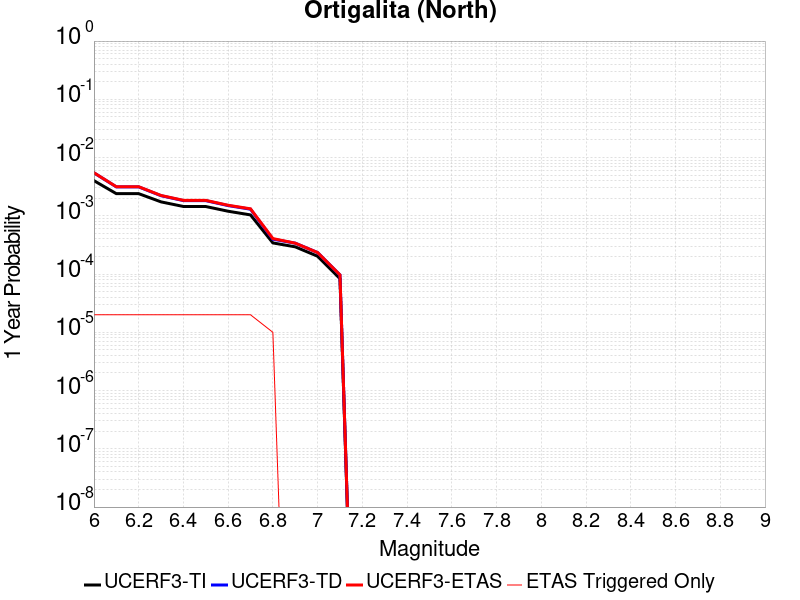 Ortigalita (North)
10^0
10^-1
10^-2
10^-3
10^-4
10^-5
10^-6
10^-7
10^-8
1 Year Probability
6 6.2 6.4 6.6 6.8 7 7.2 7.4 7.6 7.8 8 8.2 8.4 8.6 8.8 9
Magnitude
UCERF3-TI UCERF3-TD UCERF3-ETAS ETAS Triggered Only